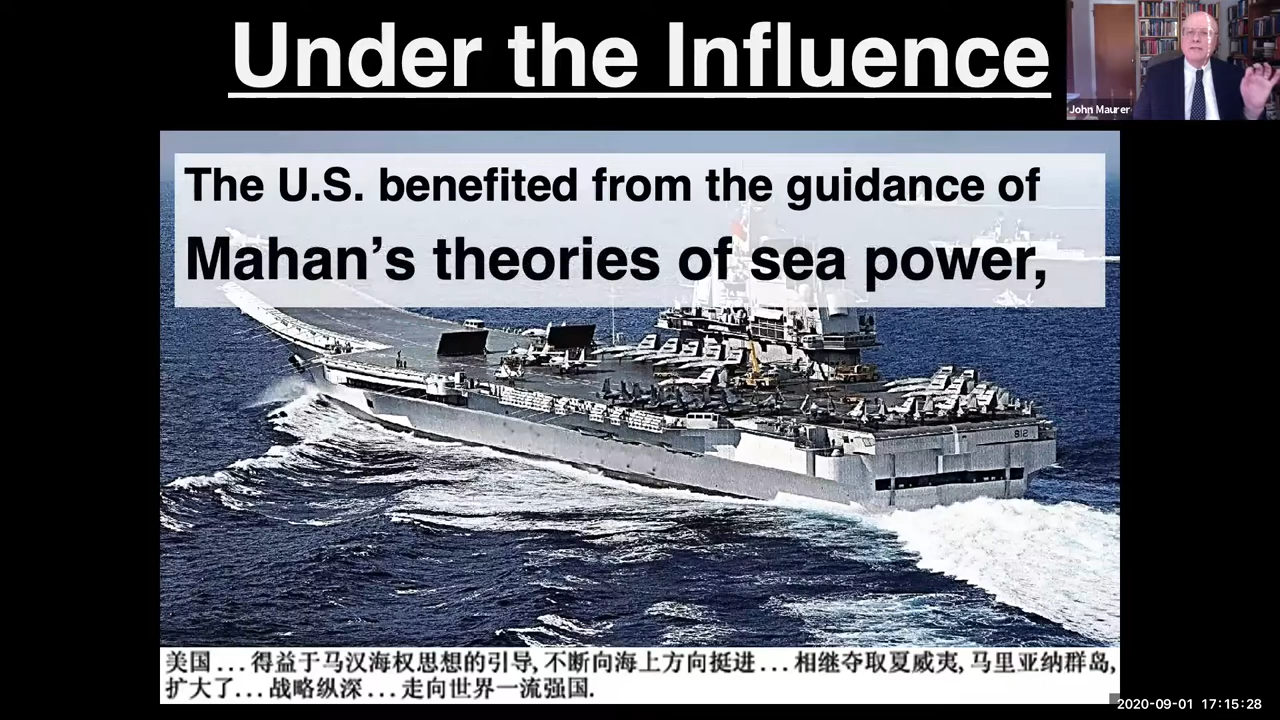 Under the Influence
John Maurer
The U.S. benefited from the guidance of
Mahan’s theories of sea power,
812
美国...得益于马汉海权思想的引导,不断向海上方向挺进...相继夺取夏威夷,马里亚纳群岛,
扩大了...战略纵深...走向世界一流强国.
2020-09-01 17:15:28